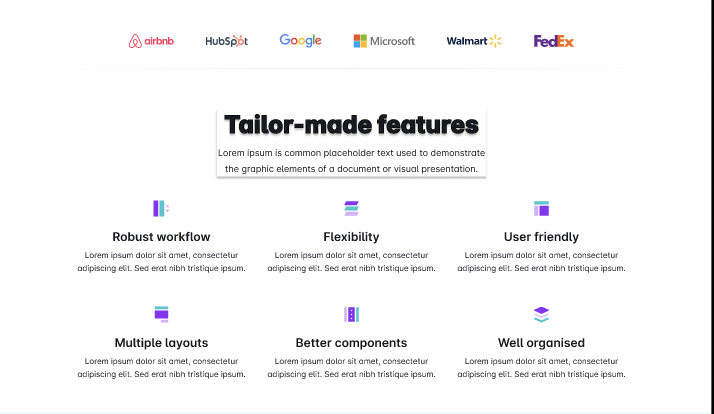 airbnb HubSpot Google Microsoft Walmart FedEx
Tailor-made features
Lorem ipsum is common placeholder text used to demonstrate
the graphic elements of a document or visual presentation.
Robust workflow Flexibility User friendly
Lorem ipsum dolor sit amet, consectetur Lorem ipsum dolor sit amet, consectetur Lorem ipsum dolor sit amet, consectetur
adipiscing elit. Sed erat nibh tristique ipsum. adipiscing elit. Sed erat nibh tristique ipsum. adipiscing elit. Sed erat nibh tristique ipsum.
Multiple layouts Better components Well organised
Lorem ipsum dolor sit amet, consectetur Lorem ipsum dolor sit amet, consectetur Lorem ipsum dolor sit amet, consectetur
adipiscing elit. Sed erat nibh tristique ipsum. adipiscing elit. Sed erat nibh tristique ipsum. adipiscing elit. Sed erat nibh tristique ipsum.